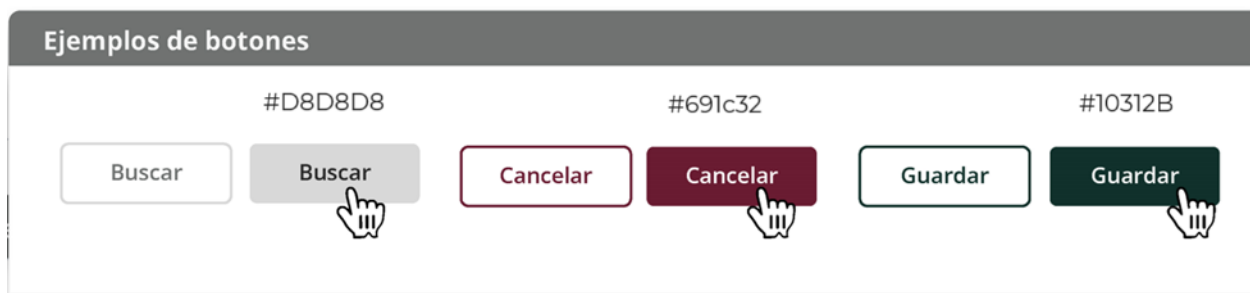 Ejemplos de botones
#D8D8D8 #691c32 #10312B
Buscar Buscar Cancelar Cancelar Guardar Guardar